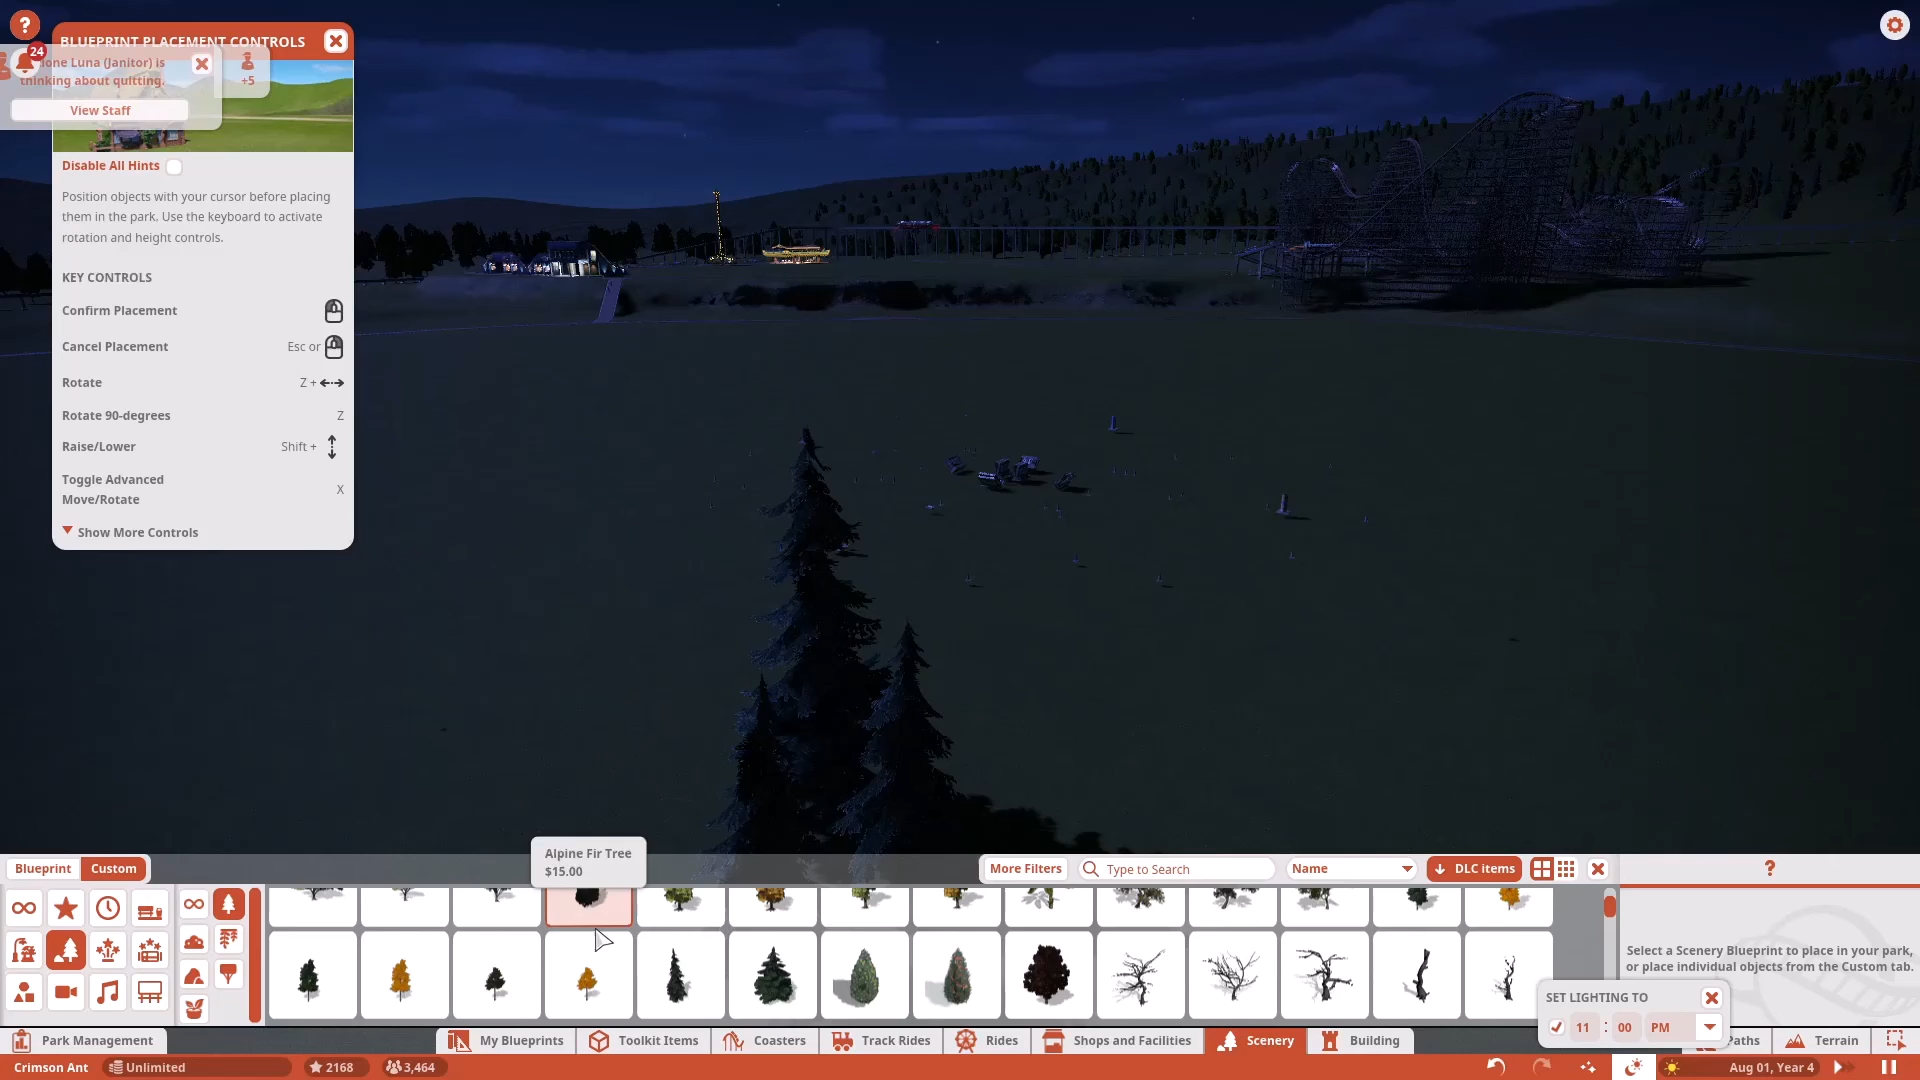 ?
BLUEPRINT PLACEMENT CONTROLS
24
one Luna (Janitor) is
thinking about quitting.
+5
View Staff
Disable All Hints
Position objects with your cursor before placing
them in the park. Use the keyboard to activate
rotation and height controls.
KEY CONTROLS
Confirm Placement
Cancel Placement Esc or
Rotate Z +
Rotate 90-degrees Z
Raise/Lower Shift +
Toggle Advanced
Move/Rotate X
Show More Controls
Alpine Fir Tree
$15.00
Blueprint Custom More Filters Type to Search Name DLC items ?
Select a Scenery Blueprint to place in your park,
or place individual objects from the Custom tab.
SET LIGHTING TO
11 : 00 PM
Park Management My Blueprints Toolkit Items Coasters Track Rides Rides Shops and Facilities Scenery Building Paths Terrain
Crimson Ant Unlimited 2168 3,464 Aug 01, Year 4